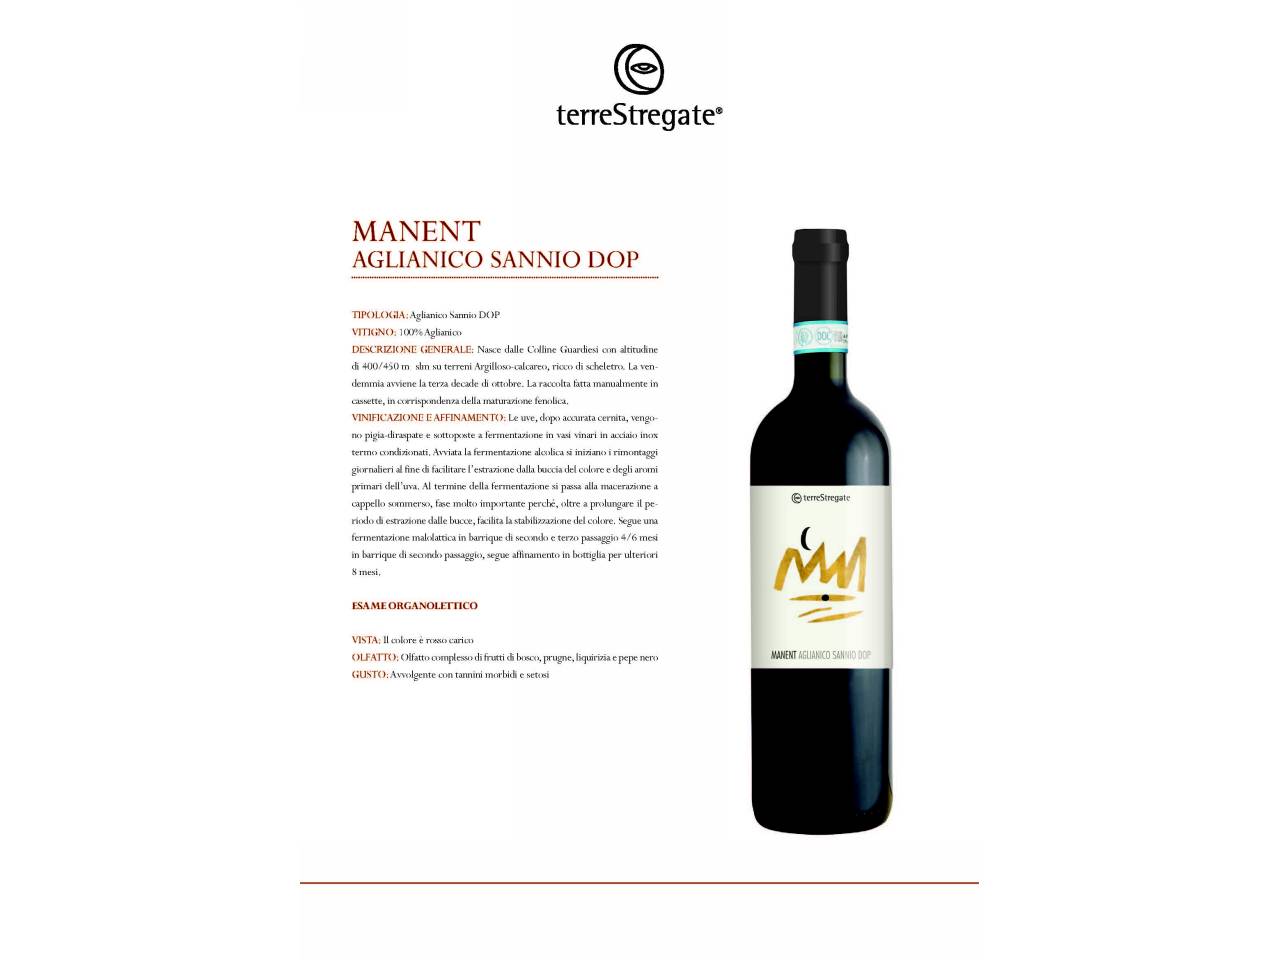 terreStregate®
MANENT
AGLIANICO SANNIO DOP
TIPOLOGIA: Aglianico Sannio DOP
VITIGNO: 100% Aglianico
DESCRIZIONE GENERALE: Nasce dalle Colline Guardiesi con altitudine
di 400/450 m slm su terreni Argilloso-calcareo, ricco di scheletro. La ven-
demmia avviene la terza decade di ottobre. La raccolta fatta manualmente in
cassette, in corrispondenza della maturazione fenolica.
VINIFICAZIONE E AFFINAMENTO: Le uve, dopo accurata cernita, vengo-
no pigia-diraspate e sottoposte a fermentazione in vasi vinari in acciaio inox
termo condizionati. Avviata la fermentazione alcolica si iniziano i rimontaggi
giornalieri al fine di facilitare l'estrazione dalla buccia del colore e degli aromi
primari dell'uva. Al termine della fermentazione si passa alla macerazione a
cappello sommerso, fase molto importante perché, oltre a prolungare il pe-
riodo di estrazione dalle bucce, facilita la stabilizzazione del colore. Segue una
fermentazione malolattica in barrique di secondo e terzo passaggio 4/6 mesi
in barrique di secondo passaggio, segue affinamento in bottiglia per ulteriori
8 mesi.
ESAME ORGANOLETTICO
VISTA: Il colore è rosso carico
OLFATTO: Olfatto complesso di frutti di bosco, prugne, liquirizia e pepe nero
GUSTO: Avvolgente con tannini morbidi e setosi
terreStregate
MANENT AGLIANICO SANNIO DOP